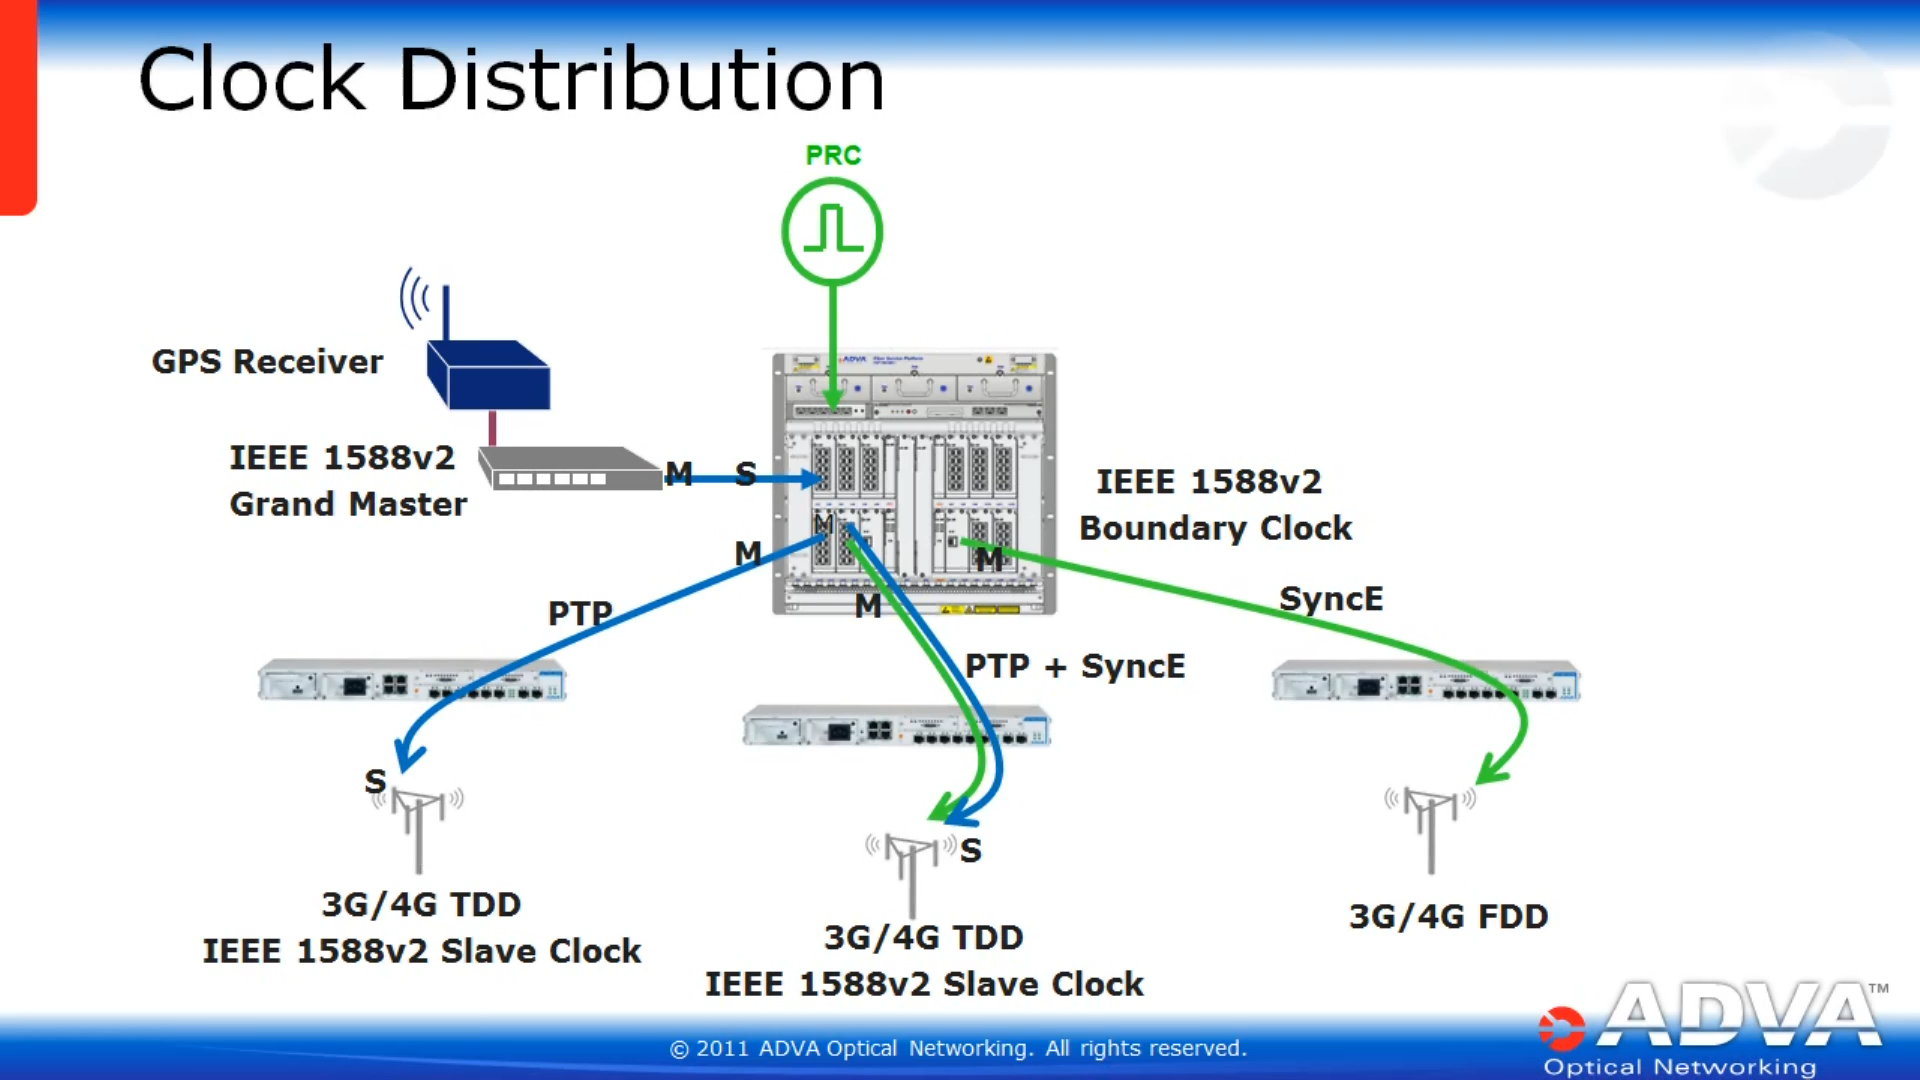 Clock Distribution
PRC
GPS Receiver
ADVA
IEEE 1588v2
Grand Master
M
S
IEEE 1588v2
Boundary Clock
M
M
M
M
PTP
SyncE
PTP + SyncE
S
S
3G/4G TDD
IEEE 1588v2 Slave Clock
3G/4G TDD
IEEE 1588v2 Slave Clock
3G/4G FDD
ADVA™
Optical Networking
© 2011 ADVA Optical Networking. All rights reserved.